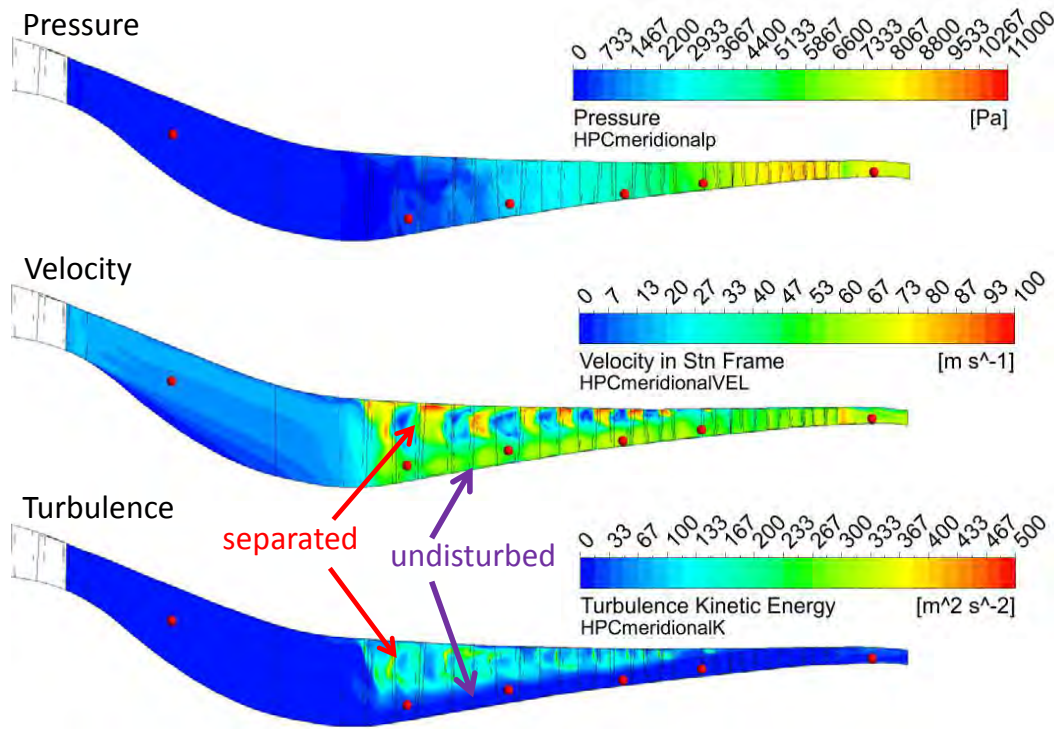 Pressure
0 733 1467 2200 2933 3667 4400 5133 5867 6600 7333 8067 8800 9533 10267 11000
Pressure [Pa]
HPCmeridionalp
Velocity
0 7 13 20 27 33 40 47 53 60 67 73 80 87 93 100
Velocity in Stn Frame [m s^-1]
HPCmeridionalVEL
Turbulence
separated
undisturbed
0 33 67 100 133 167 200 233 267 300 333 367 400 433 467 500
Turbulence Kinetic Energy [m^2 s^-2]
HPCmeridionalK